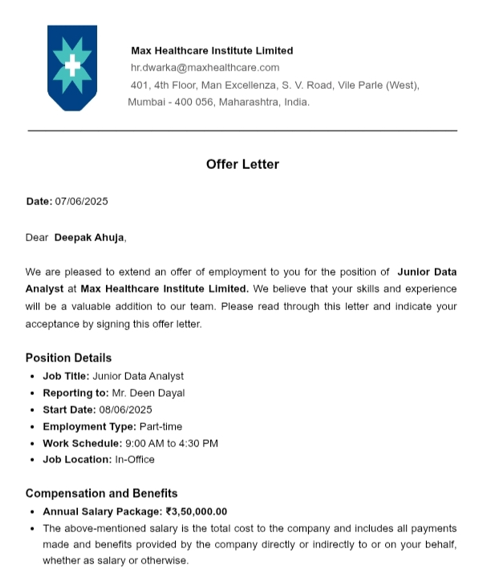 Max Healthcare Institute Limited
hr.dwarka@maxhealthcare.com
401, 4th Floor, Man Excellenza, S. V. Road, Vile Parle (West),
Mumbai - 400 056, Maharashtra, India.
Offer Letter
Date: 07/06/2025
Dear Deepak Ahuja,
We are pleased to extend an offer of employment to you for the position of Junior Data
Analyst at Max Healthcare Institute Limited. We believe that your skills and experience
will be a valuable addition to our team. Please read through this letter and indicate your
acceptance by signing this offer letter.
Position Details
• Job Title: Junior Data Analyst
• Reporting to: Mr. Deen Dayal
• Start Date: 08/06/2025
• Employment Type: Part-time
• Work Schedule: 9:00 AM to 4:30 PM
• Job Location: In-Office
Compensation and Benefits
• Annual Salary Package: ₹3,50,000.00
• The above-mentioned salary is the total cost to the company and includes all payments
made and benefits provided by the company directly or indirectly to or on your behalf,
whether as salary or otherwise.